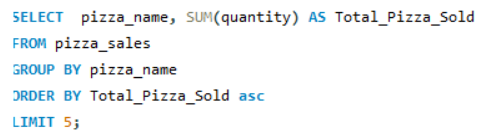 SELECT  pizza_name, SUM(quantity) AS Total_Pizza_Sold
FROM pizza_sales
GROUP BY pizza_name
ORDER BY Total_Pizza_Sold asc
LIMIT 5;